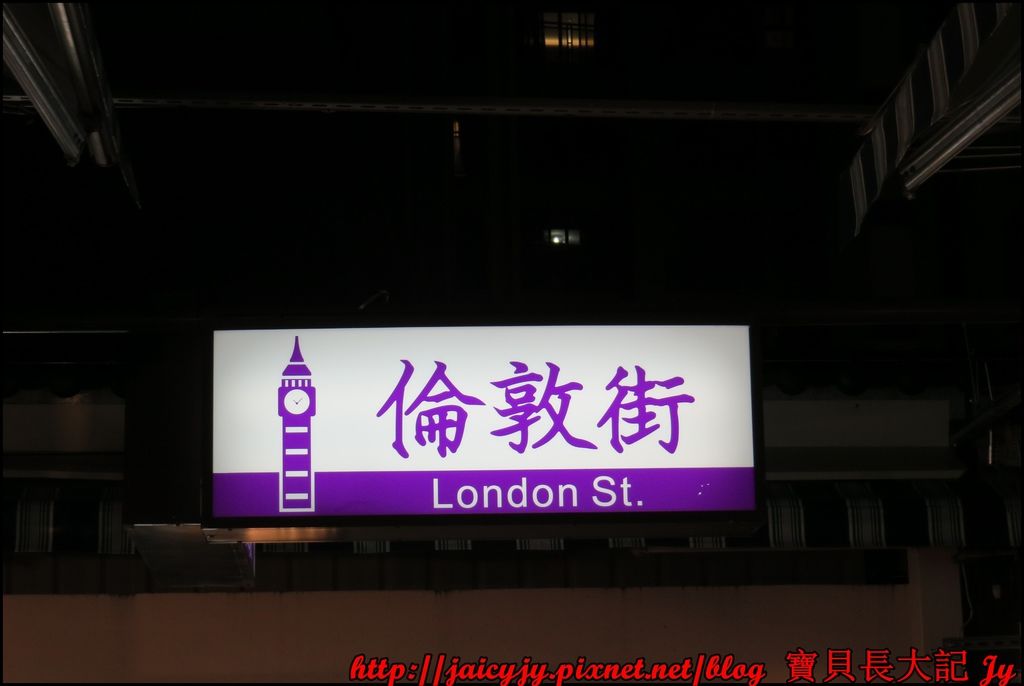 倫敦街
London St.
http://jaicyjy.pixnet.net/blog 寶貝長大記 Jy